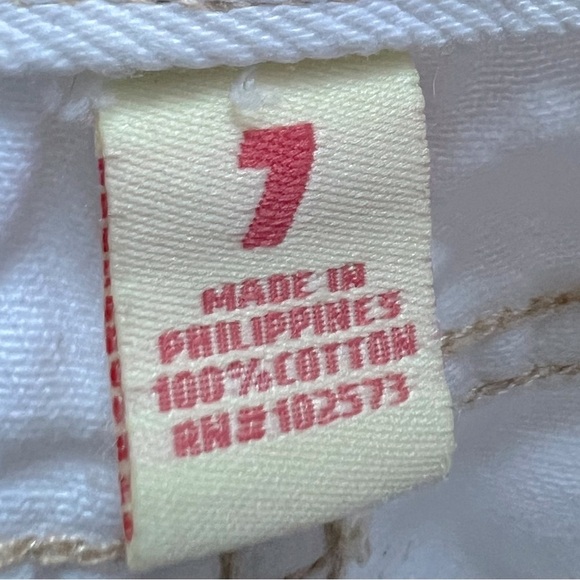 7
MADE IN
PHILIPPINES
100%COTTON
RN#102573